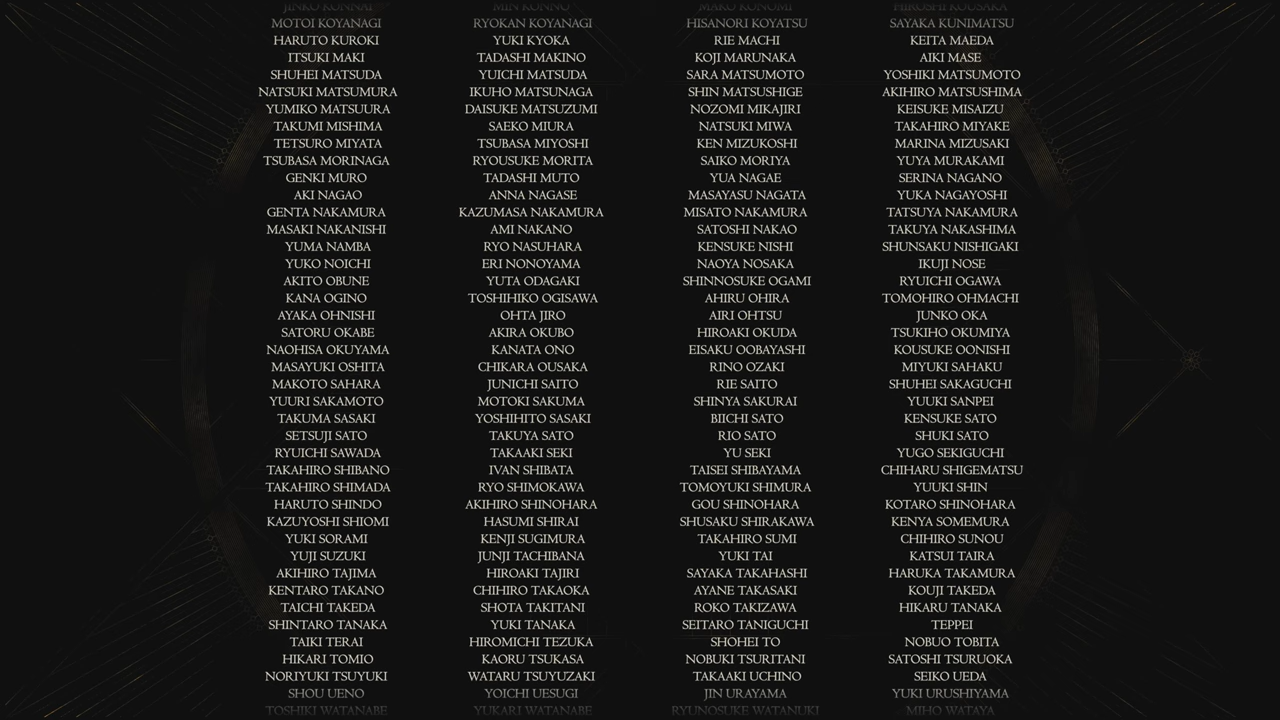 JINKO KONNAI MIN KONNO MAKO KONOMI HIROSHI KOUSAKA
MOTOI KOYANAGI RYOKAN KOYANAGI HISANORI KOYATSU SAYAKA KUNIMATSU
HARUTO KUROKI YUKI KYOKA RIE MACHI KEITA MAEDA
ITSUKI MAKI TADASHI MAKINO KOJI MARUNAKA AIKI MASE
SHUHEI MATSUDA YUICHI MATSUDA SARA MATSUMOTO YOSHIKI MATSUMOTO
NATSUKI MATSUMURA IKUHO MATSUNAGA SHIN MATSUSHIGE AKIHIRO MATSUSHIMA
YUMIKO MATSUURA DAISUKE MATSUZUMI NOZOMI MIKAJIRI KEISUKE MISAIZU
TAKUMI MISHIMA SAEKO MIURA NATSUKI MIWA TAKAHIRO MIYAKE
TETSURO MIYATA TSUBASA MIYOSHI KEN MIZUKOSHI MARINA MIZUSAKI
TSUBASA MORINAGA RYOUSUKE MORITA SAIKO MORIYA YUYA MURAKAMI
GENKI MURO TADASHI MUTO YUA NAGAE SERINA NAGANO
AKI NAGAO ANNA NAGASE MASAYASU NAGATA YUKA NAGAYOSHI
GENTA NAKAMURA KAZUMASA NAKAMURA MISATO NAKAMURA TATSUYA NAKAMURA
MASAKI NAKANISHI AMI NAKANO SATOSHI NAKAO TAKUYA NAKASHIMA
YUMA NAMBA RYO NASUHARA KENSUKE NISHI SHUNSAKU NISHIGAKI
YUKO NOICHI ERI NONOYAMA NAOYA NOSAKA IKUJI NOSE
AKITO OBUNE YUTA ODAGAKI SHINNOSUKE OGAMI RYUICHI OGAWA
KANA OGINO TOSHIHIKO OGISAWA AHIRU OHIRA TOMOHIRO OHMACHI
AYAKA OHNISHI OHTA JIRO AIRI OHTSU JUNKO OKA
SATORU OKABE AKIRA OKUBO HIROAKI OKUDA TSUKIHO OKUMIYA
NAOHISA OKUYAMA KANATA ONO EISAKU OOBAYASHI KOUSUKE OONISHI
MASAYUKI OSHITA CHIKARA OUSAKA RINO OZAKI MIYUKI SAHAKU
MAKOTO SAHARA JUNICHI SAITO RIE SAITO SHUHEI SAKAGUCHI
YUURI SAKAMOTO MOTOKI SAKUMA SHINYA SAKURAI YUUKI SANPEI
TAKUMA SASAKI YOSHIHITO SASAKI BIICHI SATO KENSUKE SATO
SETSUJI SATO TAKUYA SATO RIO SATO SHUKI SATO
RYUICHI SAWADA TAKAAKI SEKI YU SEKI YUGO SEKIGUCHI
TAKAHIRO SHIBANO IVAN SHIBATA TAISEI SHIBAYAMA CHIHARU SHIGEMATSU
TAKAHIRO SHIMADA RYO SHIMOKAWA TOMOYUKI SHIMURA YUUKI SHIN
HARUTO SHINDO AKIHIRO SHINOHARA GOU SHINOHARA KOTARO SHINOHARA
KAZUYOSHI SHIOMI HASUMI SHIRAI SHUSAKU SHIRAKAWA KENYA SOMEMURA
YUKI SORAMI KENJI SUGIMURA TAKAHIRO SUMI CHIHIRO SUNOU
YUJI SUZUKI JUNJI TACHIBANA YUKI TAI KATSUI TAIRA
AKIHIRO TAJIMA HIROAKI TAJIRI SAYAKA TAKAHASHI HARUKA TAKAMURA
KENTARO TAKANO CHIHIRO TAKAOKA AYANE TAKASAKI KOUJI TAKEDA
TAICHI TAKEDA SHOTA TAKITANI ROKO TAKIZAWA HIKARU TANAKA
SHINTARO TANAKA YUKI TANAKA SEITARO TANIGUCHI TEPPEI
TAIKI TERAI HIROMICHI TEZUKA SHOHEI TO NOBUO TOBITA
HIKARI TOMIO KAORU TSUKASA NOBUKI TSURITANI SATOSHI TSURUOKA
NORIYUKI TSUYUKI WATARU TSUYUZAKI TAKAAKI UCHINO SEIKO UEDA
SHOU UENO YOICHI UESUGI JIN URAYAMA YUKI URUSHIYAMA
TOSHIKI WATANABE YUKARI WATANABE RYUNOSUKE WATANUKI MIHO WATAYA